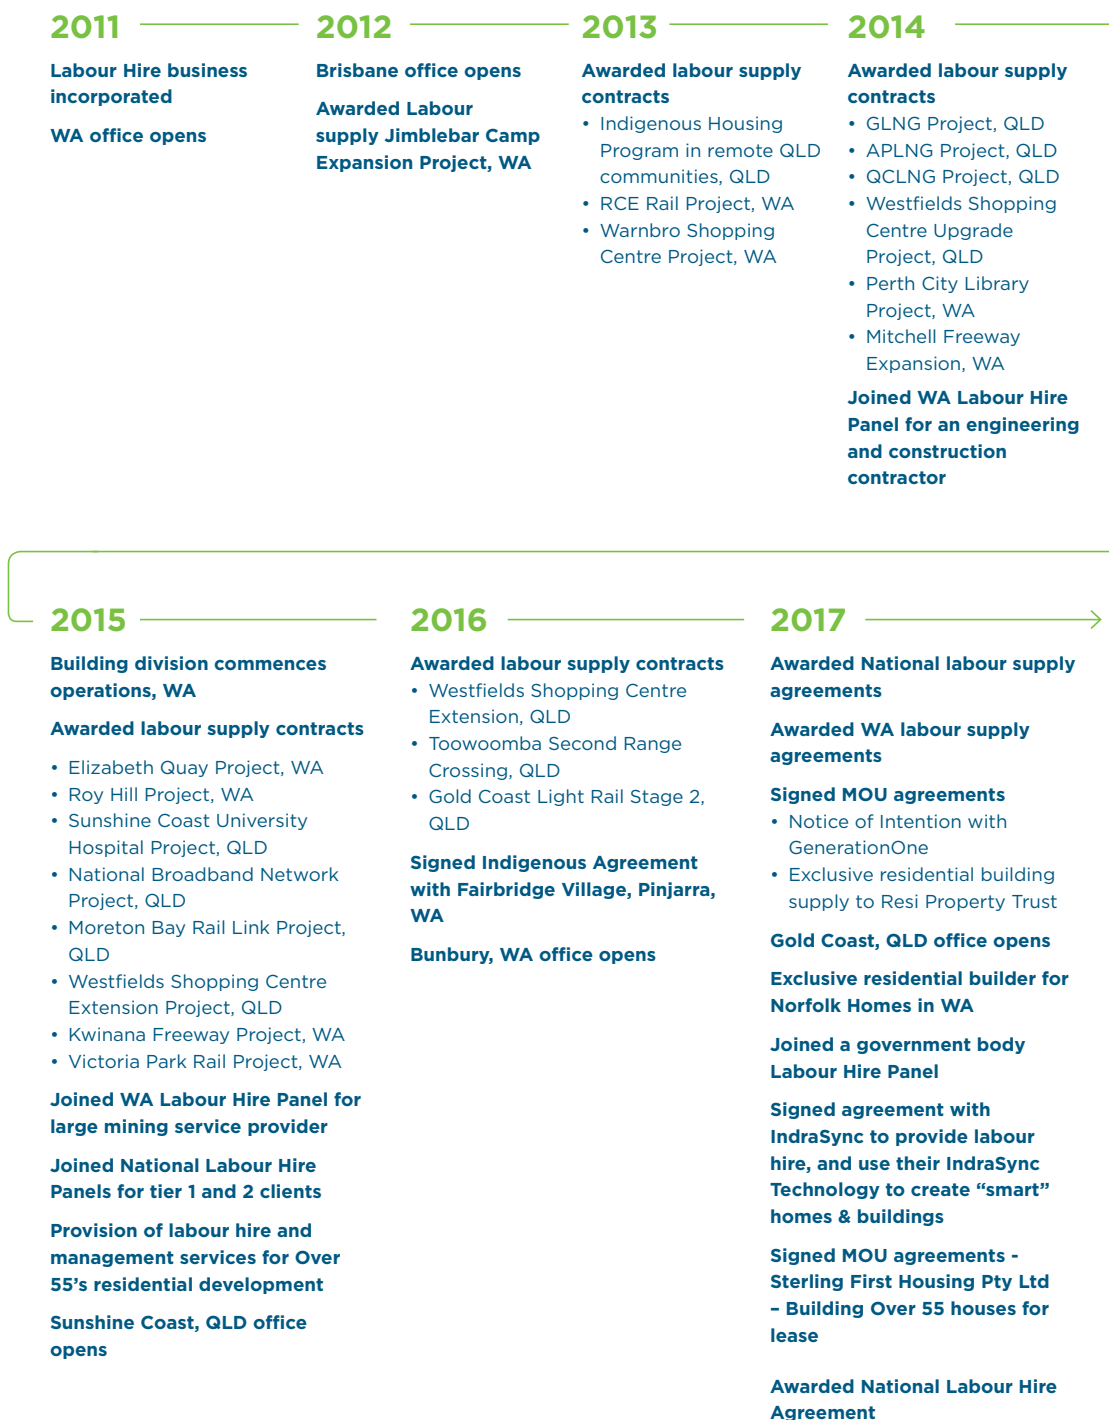 2011
Labour Hire business
incorporated
WA office opens
2012
Brisbane office opens
Awarded Labour
supply Jimblebar Camp
Expansion Project, WA
2013
Awarded labour supply
contracts
• Indigenous Housing
Program in remote QLD
communities, QLD
• RCE Rail Project, WA
• Warnbro Shopping
Centre Project, WA
2014
Awarded labour supply
contracts
• GLNG Project, QLD
• APLNG Project, QLD
• QCLNG Project, QLD
• Westfields Shopping
Centre Upgrade
Project, QLD
• Perth City Library
Project, WA
• Mitchell Freeway
Expansion, WA
Joined WA Labour Hire
Panel for an engineering
and construction
contractor
2015
Building division commences
operations, WA
Awarded labour supply contracts
• Elizabeth Quay Project, WA
• Roy Hill Project, WA
• Sunshine Coast University
Hospital Project, QLD
• National Broadband Network
Project, QLD
• Moreton Bay Rail Link Project,
QLD
• Westfields Shopping Centre
Extension Project, QLD
• Kwinana Freeway Project, WA
• Victoria Park Rail Project, WA
Joined WA Labour Hire Panel for
large mining service provider
Joined National Labour Hire
Panels for tier 1 and 2 clients
Provision of labour hire and
management services for Over
55’s residential development
Sunshine Coast, QLD office
opens
2016
Awarded labour supply contracts
• Westfields Shopping Centre
Extension, QLD
• Toowoomba Second Range
Crossing, QLD
• Gold Coast Light Rail Stage 2,
QLD
Signed Indigenous Agreement
with Fairbridge Village, Pinjarra,
WA
Bunbury, WA office opens
2017
Awarded National labour supply
agreements
Awarded WA labour supply
agreements
Signed MOU agreements
• Notice of Intention with
GenerationOne
• Exclusive residential building
supply to Resi Property Trust
Gold Coast, QLD office opens
Exclusive residential builder for
Norfolk Homes in WA
Joined a government body
Labour Hire Panel
Signed agreement with
IndraSync to provide labour
hire, and use their IndraSync
Technology to create “smart”
homes & buildings
Signed MOU agreements -
Sterling First Housing Pty Ltd
– Building Over 55 houses for
lease
Awarded National Labour Hire
Agreement